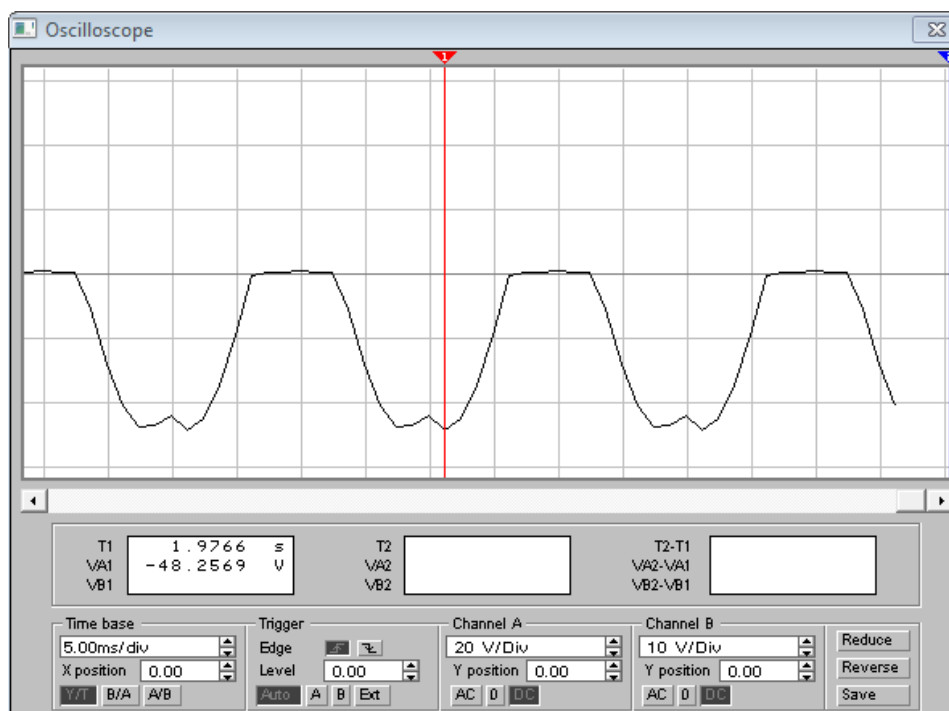 Oscilloscope
1
T1 1.9766 s
VA1 -48.2569 V
VB1
T2
VA2
VB2
T2-T1
VA2-VA1
VB2-VB1
Time base
5.00ms/div
X position 0.00
Y/T B/A A/B
Trigger
Edge
Level 0.00
Auto A B Ext
Channel A
20 V/Div
Y position 0.00
AC 0 DC
Channel B
10 V/Div
Y position 0.00
AC 0 DC
Reduce
Reverse
Save